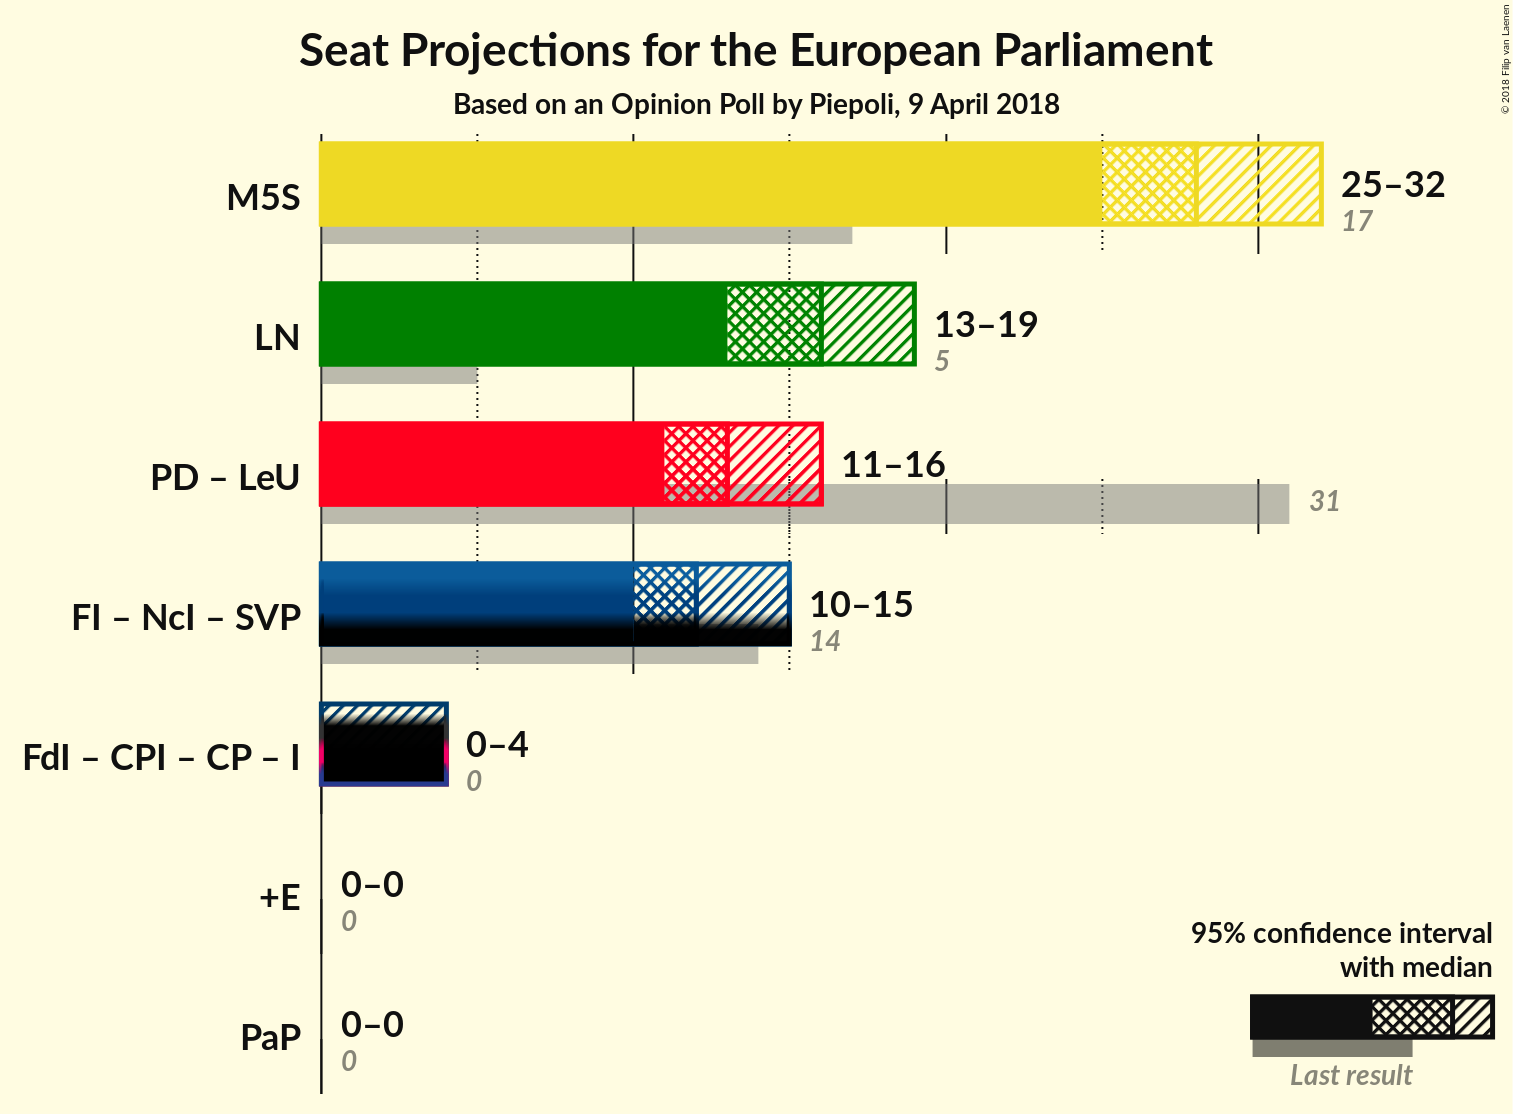 Seat Projections for the European Parliament
Based on an Opinion Poll by Piepoli, 9 April 2018
© 2018 Filip van Laenen
M5S
25–32
17
LN
13–19
5
PD – LeU
11–16
31
FI – NcI – SVP
10–15
14
FdI – CPI – CP – I
0–4
0
+E
0–0
0
PaP
0–0
0
95% confidence interval
with median
Last result